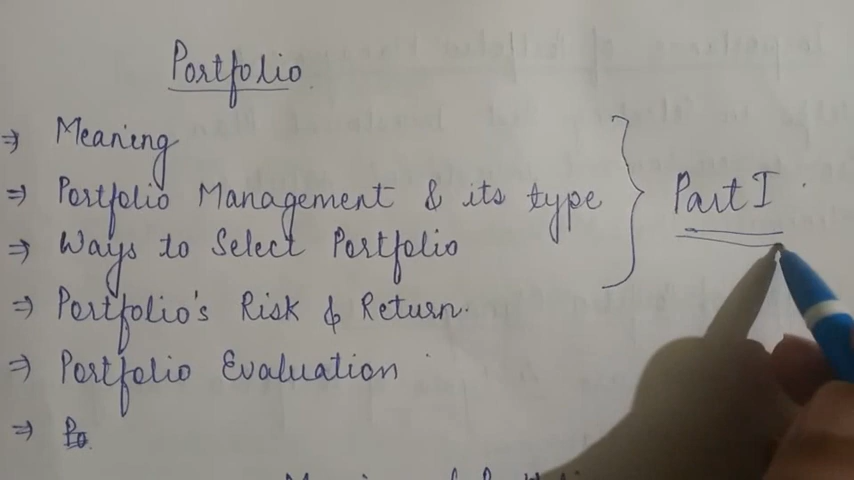 Portfolio
⇒ Meaning
⇒ Portfolio Management & its type
Part I
⇒ Ways to Select Portfolio
⇒ Portfolio's Risk & Return.
⇒ Portfolio Evaluation
⇒